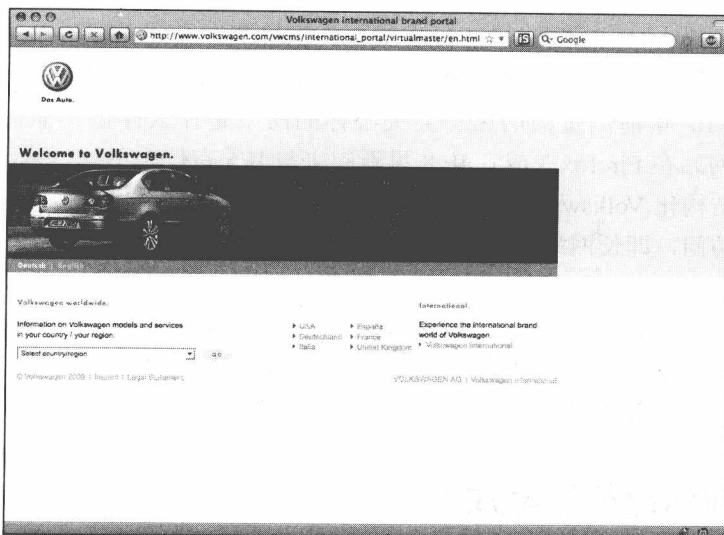 Volkswagen international brand portal
http://www.volkswagen.com/vwcms/international_portal/virtualmaster/en.html
Google
Das Auto.
Welcome to Volkswagen.
Deutsch | English
Volkswagen worldwide.
Information on Volkswagen models and services
in your country / your region.
Select country/region
go
USA
Deutschland
Italia
España
France
United Kingdom
International.
Experience the international brand
world of Volkswagen.
Volkswagen International
© Volkswagen 2009 | Imprint | Legal Statement
VOLKSWAGEN AG | Volkswagen International